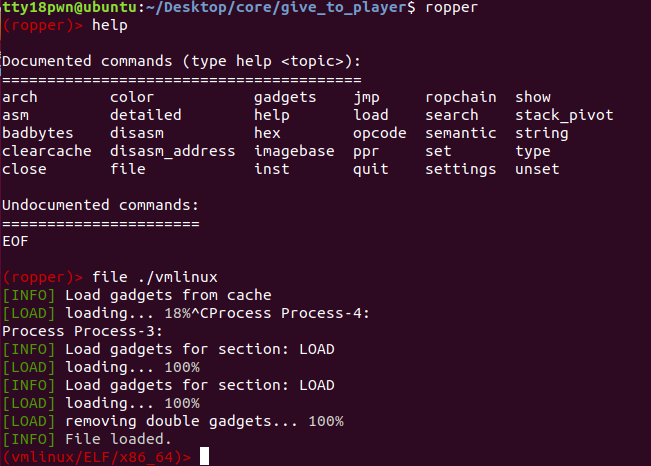 tty18pwn@ubuntu:~/Desktop/core/give_to_player$ ropper
(ropper)> help
Documented commands (type help <topic>):
========================================
arch color gadgets jmp ropchain show
asm detailed help load search stack_pivot
badbytes disasm hex opcode semantic string
clearcache disasm_address imagebase ppr set type
close file inst quit settings unset
Undocumented commands:
======================
EOF
(ropper)> file ./vmlinux
[INFO] Load gadgets from cache
[LOAD] loading... 18%^CProcess Process-4:
Process Process-3:
[INFO] Load gadgets for section: LOAD
[LOAD] loading... 100%
[INFO] Load gadgets for section: LOAD
[LOAD] loading... 100%
[LOAD] removing double gadgets... 100%
[INFO] File loaded.
(vmlinux/ELF/x86_64)>